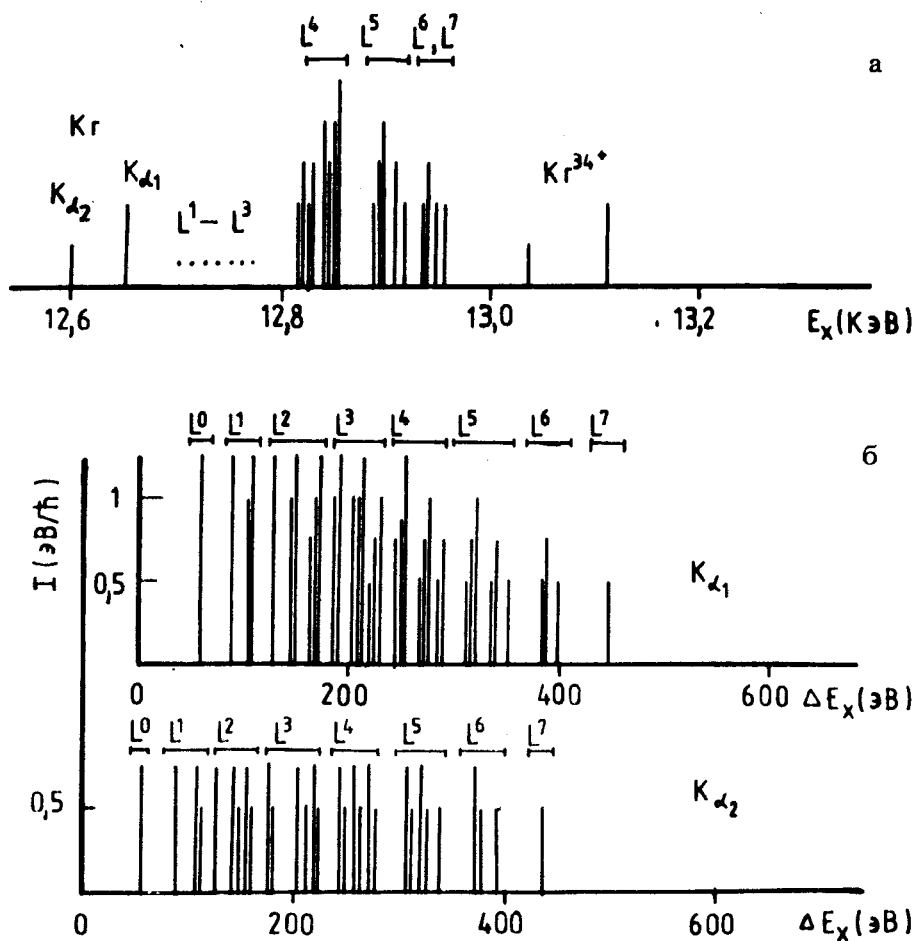 L⁴ L⁵ L⁶, L⁷
а
Kr
Kα₂ Kα₁ L¹– L³ Kr³⁴⁺
12,6 12,8 13,0 13,2 Eₓ(КэВ)
L⁰ L¹ L² L³ L⁴ L⁵ L⁶ L⁷
б
I (эВ/ħ)
1
0,5
Kα₁
0 200 400 600 ΔEₓ(эВ)
L⁰ L¹ L² L³ L⁴ L⁵ L⁶ L⁷
0,5
Kα₂
0 200 400 600 ΔEₓ(эВ)